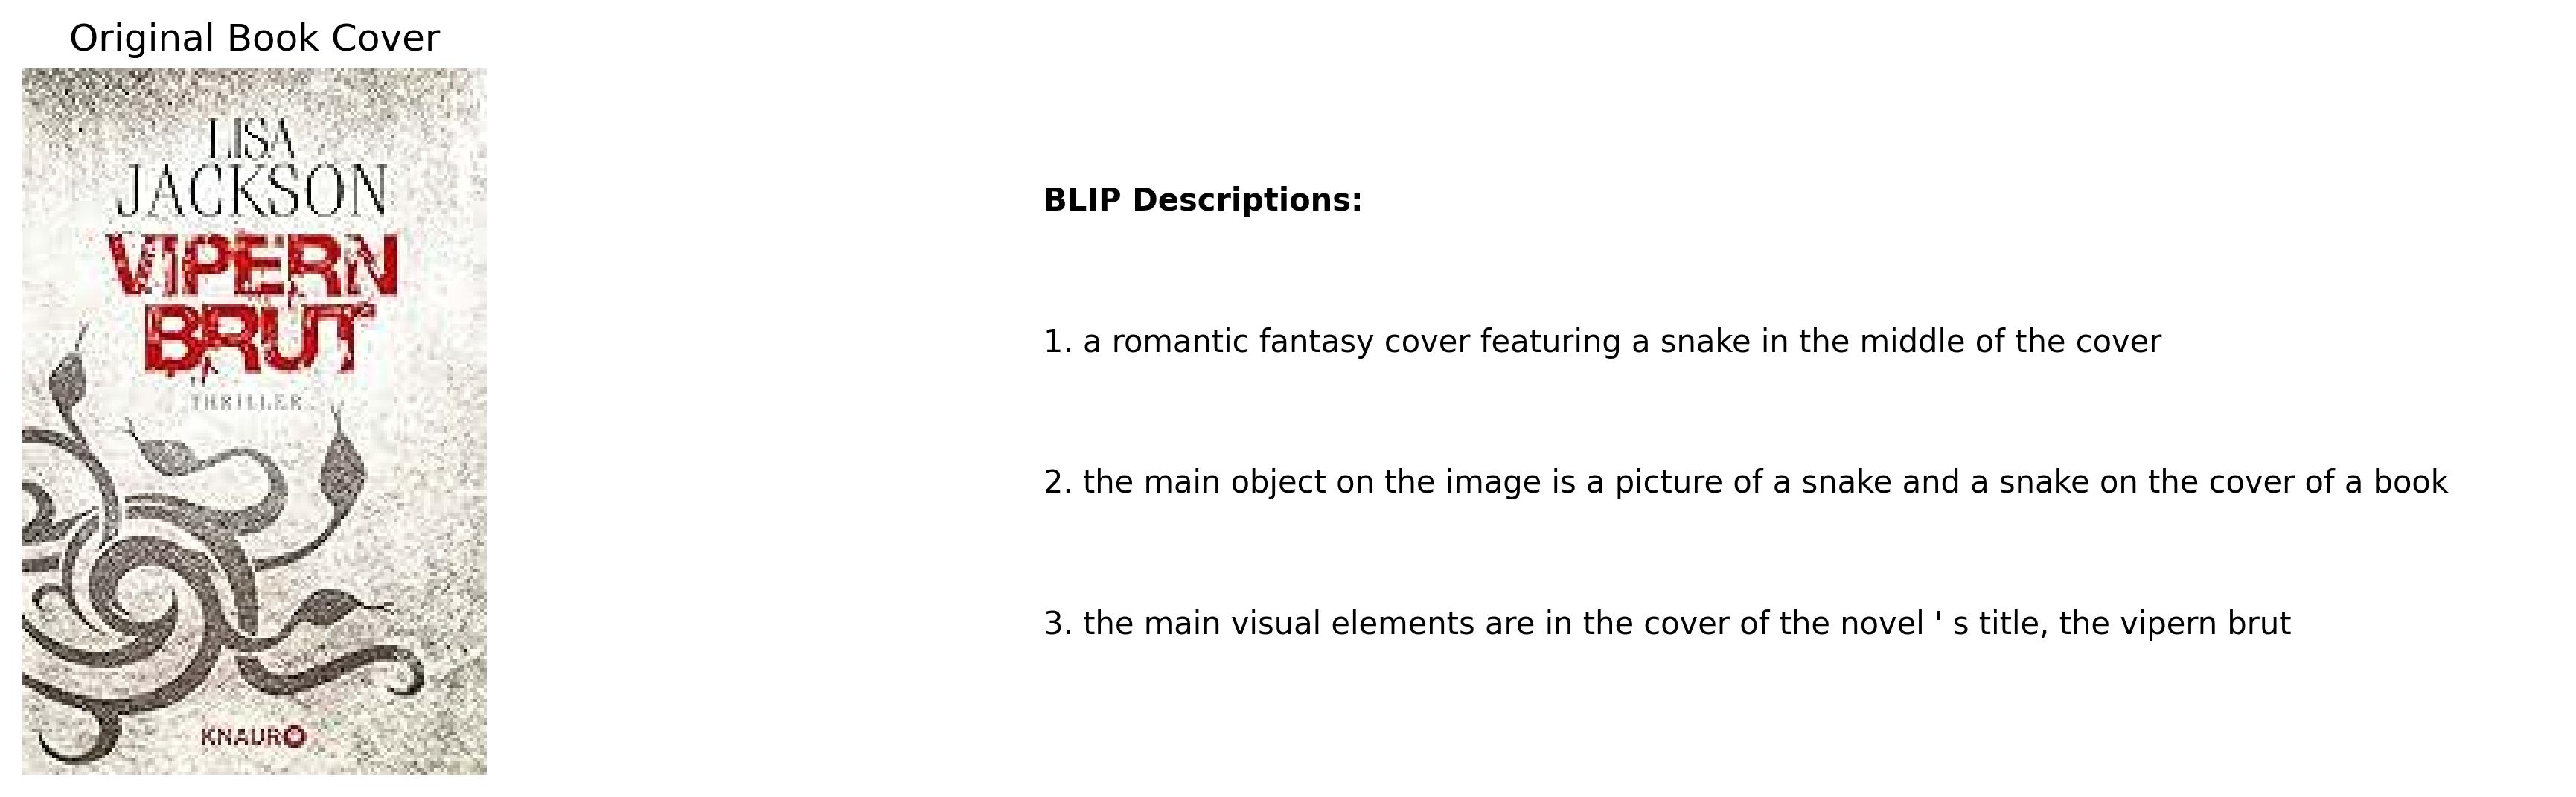 Original Book Cover
LISA
JACKSON
VIPERN
BRUT
THRILLER
KNAUR
BLIP Descriptions:
1. a romantic fantasy cover featuring a snake in the middle of the cover
2. the main object on the image is a picture of a snake and a snake on the cover of a book
3. the main visual elements are in the cover of the novel ' s title, the vipern brut